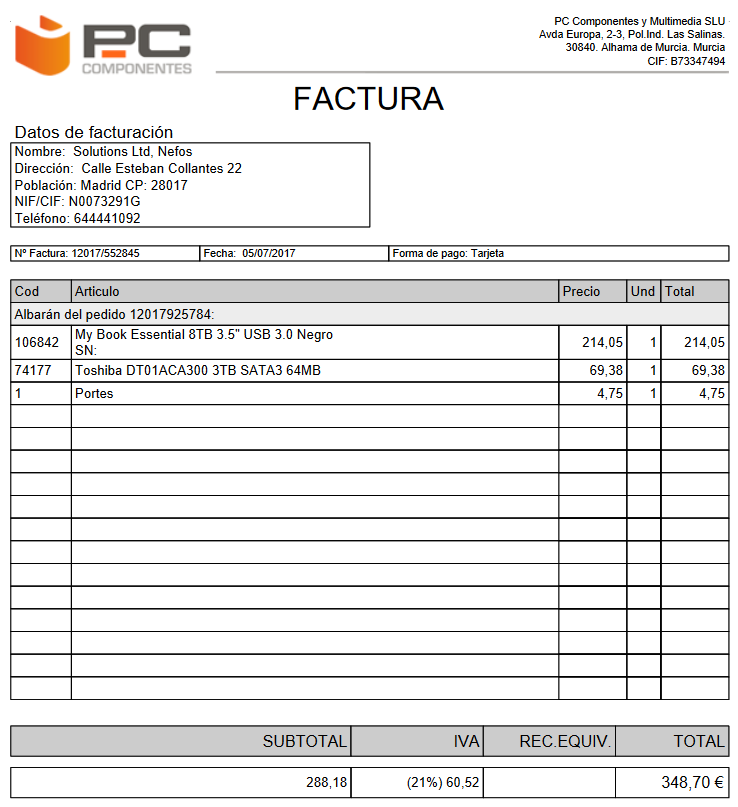 PC COMPONENTES
PC Componentes y Multimedia SLU
Avda Europa, 2-3, Pol.Ind. Las Salinas.
30840. Alhama de Murcia. Murcia
CIF: B73347494
FACTURA
Datos de facturación
Nombre: Solutions Ltd, Nefos
Dirección: Calle Esteban Collantes 22
Población: Madrid CP: 28017
NIF/CIF: N0073291G
Teléfono: 644441092
Nº Factura: 12017/552845 Fecha: 05/07/2017 Forma de pago: Tarjeta
Cod Articulo Precio Und Total
Albarán del pedido 12017925784:
106842 My Book Essential 8TB 3.5" USB 3.0 Negro 214,05 1 214,05
SN:
74177 Toshiba DT01ACA300 3TB SATA3 64MB 69,38 1 69,38
1 Portes 4,75 1 4,75
SUBTOTAL IVA REC.EQUIV. TOTAL
288,18 (21%) 60,52 348,70 €